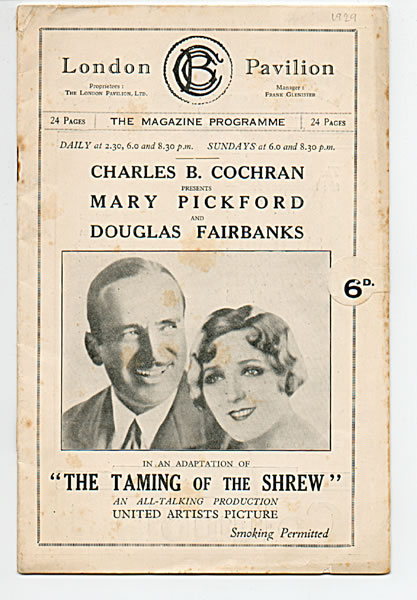 1929
London CBC Pavilion
Proprietors : Manager :
The London Pavilion, Ltd. Frank Glenister
24 Pages THE MAGAZINE PROGRAMME 24 Pages
DAILY at 2.30, 6.0 and 8.30 p.m. SUNDAYS at 6.0 and 8.30 p.m.
CHARLES B. COCHRAN
PRESENTS
MARY PICKFORD
AND
DOUGLAS FAIRBANKS
6D.
IN AN ADAPTATION OF
"THE TAMING OF THE SHREW"
AN ALL-TALKING PRODUCTION
UNITED ARTISTS PICTURE
Smoking Permitted